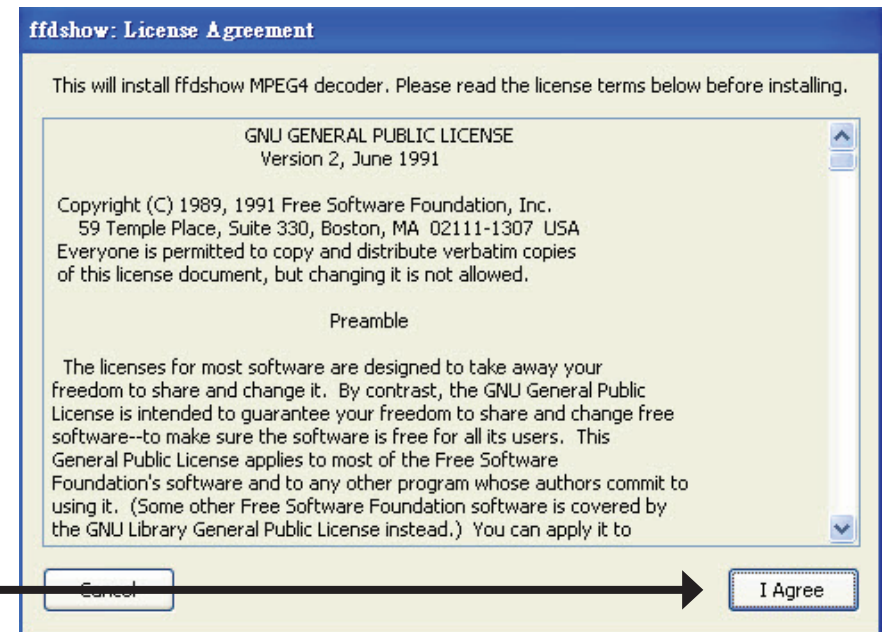 ffdshow: License Agreement
This will install ffdshow MPEG4 decoder. Please read the license terms below before installing.
GNU GENERAL PUBLIC LICENSE
Version 2, June 1991
Copyright (C) 1989, 1991 Free Software Foundation, Inc.
59 Temple Place, Suite 330, Boston, MA 02111-1307 USA
Everyone is permitted to copy and distribute verbatim copies
of this license document, but changing it is not allowed.
Preamble
The licenses for most software are designed to take away your
freedom to share and change it. By contrast, the GNU General Public
License is intended to guarantee your freedom to share and change free
software--to make sure the software is free for all its users. This
General Public License applies to most of the Free Software
Foundation's software and to any other program whose authors commit to
using it. (Some other Free Software Foundation software is covered by
the GNU Library General Public License instead.) You can apply it to
Cancel
I Agree